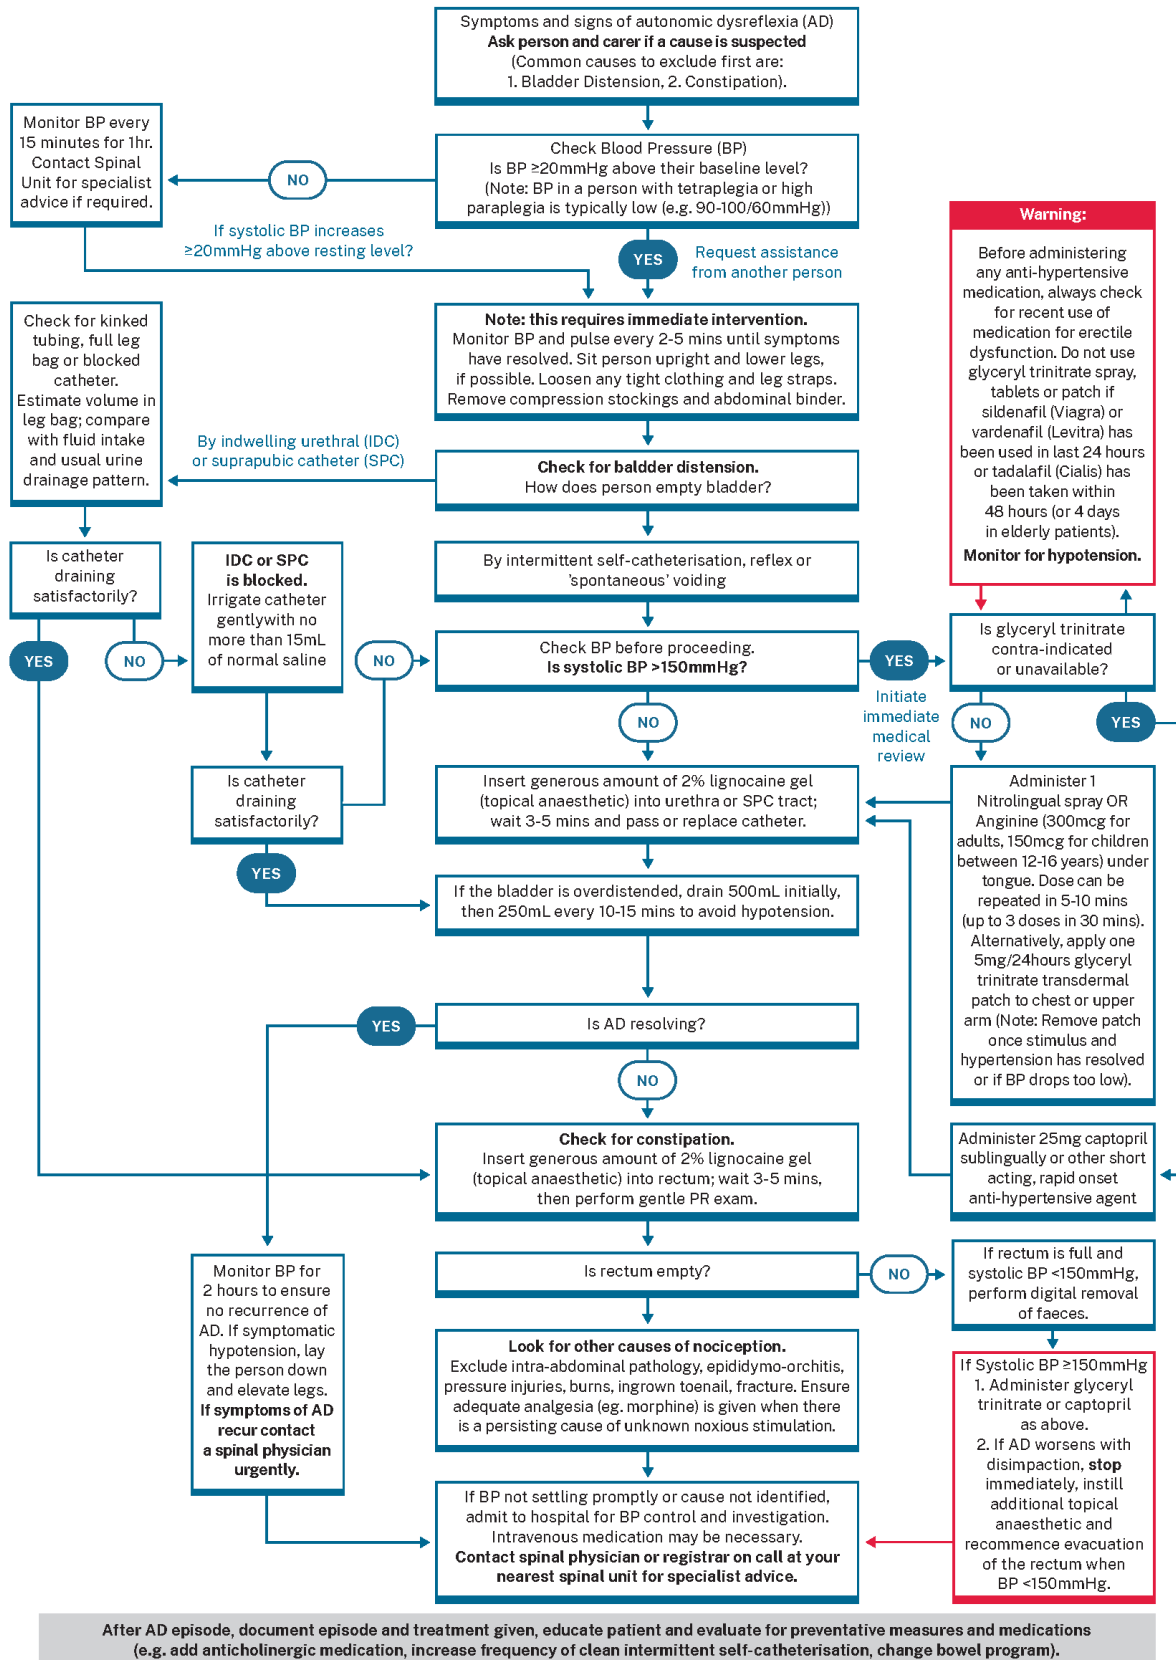 Symptoms and signs of autonomic dysreflexia (AD)
Ask person and carer if a cause is suspected
(Common causes to exclude first are:
1. Bladder Distension, 2. Constipation).
Monitor BP every
15 minutes for 1hr.
Contact Spinal
Unit for specialist
advice if required.
NO
Check Blood Pressure (BP)
Is BP ≥20mmHg above their baseline level?
(Note: BP in a person with tetraplegia or high
paraplegia is typically low (e.g. 90-100/60mmHg))
If systolic BP increases
≥20mmHg above resting level?
YES
Request assistance
from another person
Warning:
Before administering
any anti-hypertensive
medication, always check
for recent use of
medication for erectile
dysfunction. Do not use
glyceryl trinitrate spray,
tablets or patch if
sildenafil (Viagra) or
vardenafil (Levitra) has
been used in last 24 hours
or tadalafil (Cialis) has
been taken within
48 hours (or 4 days
in elderly patients).
Monitor for hypotension.
Note: this requires immediate intervention.
Monitor BP and pulse every 2-5 mins until symptoms
have resolved. Sit person upright and lower legs,
if possible. Loosen any tight clothing and leg straps.
Remove compression stockings and abdominal binder.
Check for kinked
tubing, full leg
bag or blocked
catheter.
Estimate volume in
leg bag; compare
with fluid intake
and usual urine
drainage pattern.
By indwelling urethral (IDC)
or suprapubic catheter (SPC)
Check for baldder distension.
How does person empty bladder?
Is catheter
draining
satisfactorily?
YES
NO
IDC or SPC
is blocked.
Irrigate catheter
gentlywith no
more than 15mL
of normal saline
By intermittent self-catheterisation, reflex or
'spontaneous' voiding
NO
Check BP before proceeding.
Is systolic BP >150mmHg?
YES
Initiate
immediate
medical
review
Is glyceryl trinitrate
contra-indicated
or unavailable?
NO
YES
NO
Is catheter
draining
satisfactorily?
YES
Insert generous amount of 2% lignocaine gel
(topical anaesthetic) into urethra or SPC tract;
wait 3-5 mins and pass or replace catheter.
Administer 1
Nitrolingual spray OR
Anginine (300mcg for
adults, 150mcg for children
between 12-16 years) under
tongue. Dose can be
repeated in 5-10 mins
(up to 3 doses in 30 mins).
Alternatively, apply one
5mg/24hours glyceryl
trinitrate transdermal
patch to chest or upper
arm (Note: Remove patch
once stimulus and
hypertension has resolved
or if BP drops too low).
If the bladder is overdistended, drain 500mL initially,
then 250mL every 10-15 mins to avoid hypotension.
YES
Is AD resolving?
NO
Check for constipation.
Insert generous amount of 2% lignocaine gel
(topical anaesthetic) into rectum; wait 3-5 mins,
then perform gentle PR exam.
Administer 25mg captopril
sublingually or other short
acting, rapid onset
anti-hypertensive agent
Is rectum empty?
NO
If rectum is full and
systolic BP <150mmHg,
perform digital removal
of faeces.
Monitor BP for
2 hours to ensure
no recurrence of
AD. If symptomatic
hypotension, lay
the person down
and elevate legs.
If symptoms of AD
recur contact
a spinal physician
urgently.
Look for other causes of nociception.
Exclude intra-abdominal pathology, epididymo-orchitis,
pressure injuries, burns, ingrown toenail, fracture. Ensure
adequate analgesia (eg. morphine) is given when there
is a persisting cause of unknown noxious stimulation.
If Systolic BP ≥150mmHg
1. Administer glyceryl
trinitrate or captopril
as above.
2. If AD worsens with
disimpaction, stop
immediately, instill
additional topical
anaesthetic and
recommence evacuation
of the rectum when
BP <150mmHg.
If BP not settling promptly or cause not identified,
admit to hospital for BP control and investigation.
Intravenous medication may be necessary.
Contact spinal physician or registrar on call at your
nearest spinal unit for specialist advice.
After AD episode, document episode and treatment given, educate patient and evaluate for preventative measures and medications
(e.g. add anticholinergic medication, increase frequency of clean intermittent self-catheterisation, change bowel program).